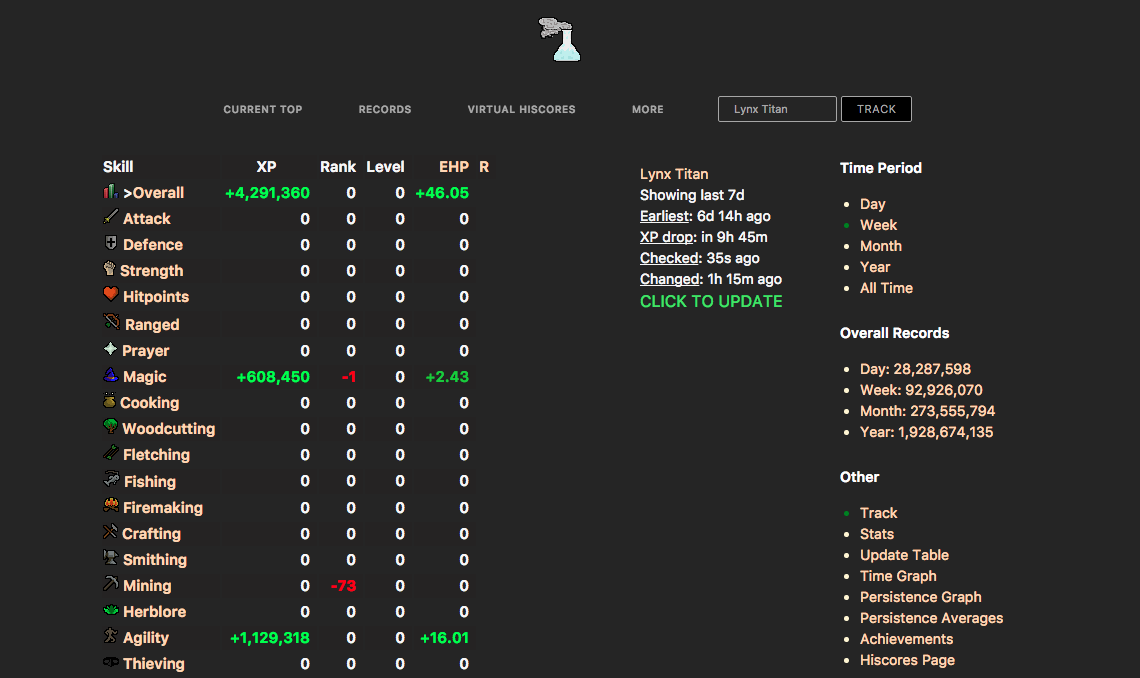 CURRENT TOP RECORDS VIRTUAL HISCORES MORE Lynx Titan TRACK
Skill XP Rank Level EHP R
>Overall +4,291,360 0 0 +46.05
Attack 0 0 0 0
Defence 0 0 0 0
Strength 0 0 0 0
Hitpoints 0 0 0 0
Ranged 0 0 0 0
Prayer 0 0 0 0
Magic +608,450 -1 0 +2.43
Cooking 0 0 0 0
Woodcutting 0 0 0 0
Fletching 0 0 0 0
Fishing 0 0 0 0
Firemaking 0 0 0 0
Crafting 0 0 0 0
Smithing 0 0 0 0
Mining 0 -73 0 0
Herblore 0 0 0 0
Agility +1,129,318 0 0 +16.01
Thieving 0 0 0 0
Lynx Titan
Showing last 7d
Earliest: 6d 14h ago
XP drop: in 9h 45m
Checked: 35s ago
Changed: 1h 15m ago
CLICK TO UPDATE
Time Period
Day
Week
Month
Year
All Time
Overall Records
Day: 28,287,598
Week: 92,926,070
Month: 273,555,794
Year: 1,928,674,135
Other
Track
Stats
Update Table
Time Graph
Persistence Graph
Persistence Averages
Achievements
Hiscores Page